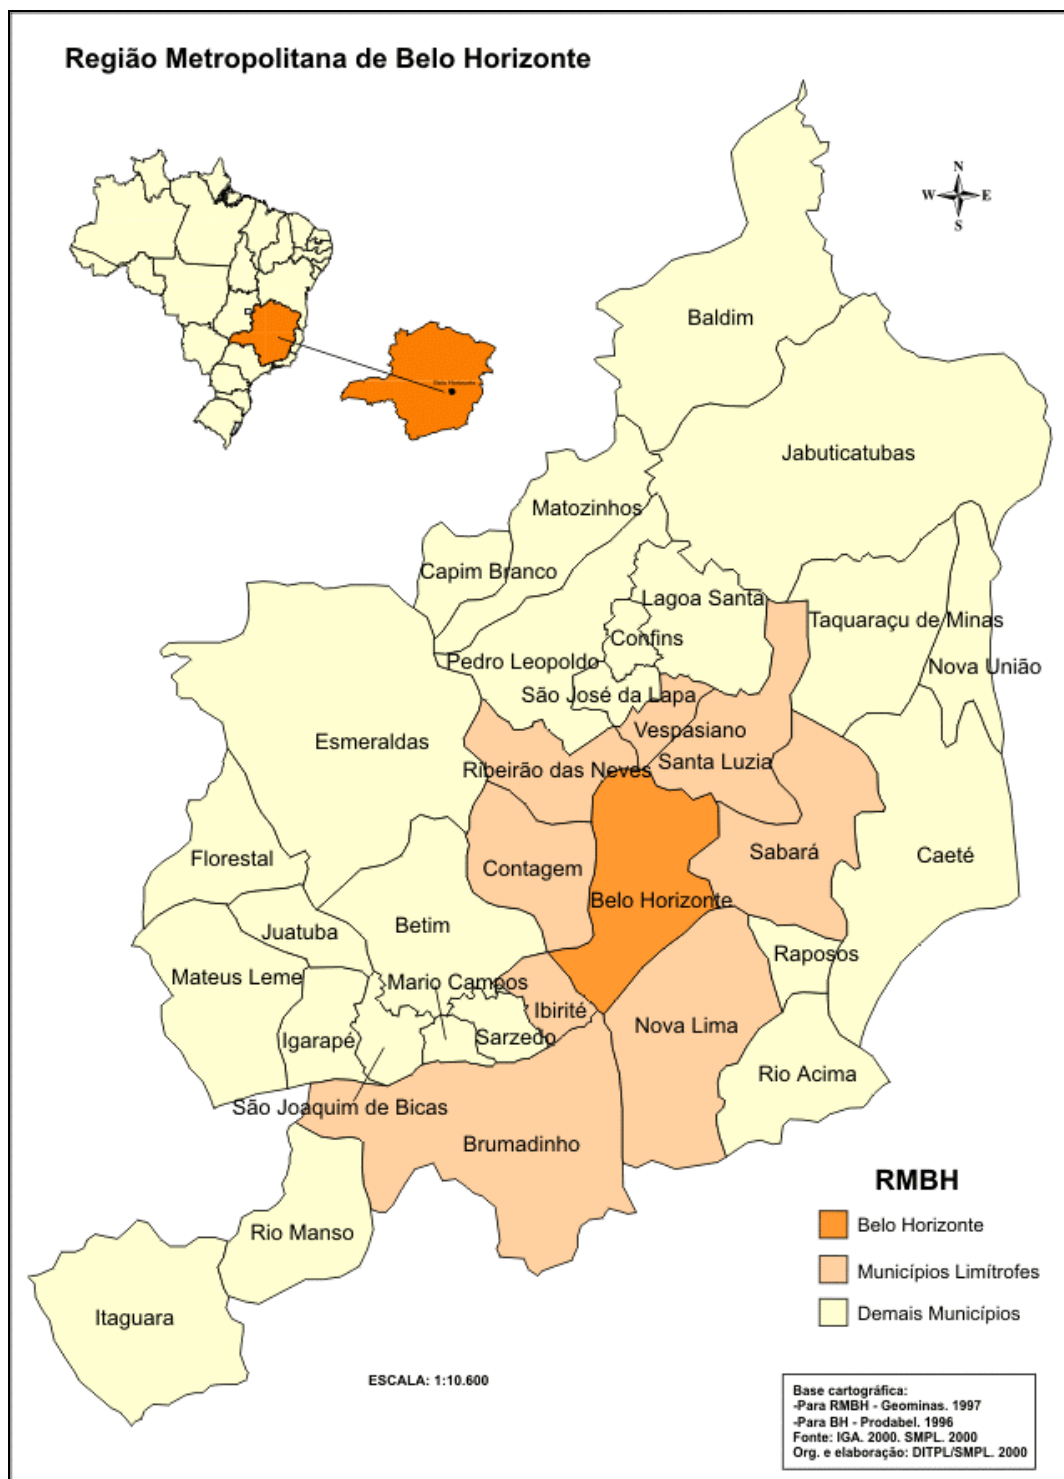 Região Metropolitana de Belo Horizonte
N
W E
S
Baldim
Belo Horizonte
Jabuticatubas
Matozinhos
Capim Branco
Lagoa Santa
Taquaraçu de Minas
Confins
Pedro Leopoldo
Nova União
São José da Lapa
Vespasiano
Esmeraldas
Santa Luzia
Ribeirão das Neves
Sabará
Caeté
Florestal
Contagem
Belo Horizonte
Betim
Juatuba
Raposos
Mateus Leme
Mario Campos
Ibirité
Nova Lima
Sarzedo
Igarapé
Rio Acima
São Joaquim de Bicas
Brumadinho
RMBH
Belo Horizonte
Rio Manso
Municípios Limítrofes
Demais Municípios
Itaguara
ESCALA: 1:10.600
Base cartográfica:
-Para RMBH - Geominas. 1997
-Para BH - Prodabel. 1996
Fonte: IGA. 2000. SMPL. 2000
Org. e elaboração: DITPL/SMPL. 2000